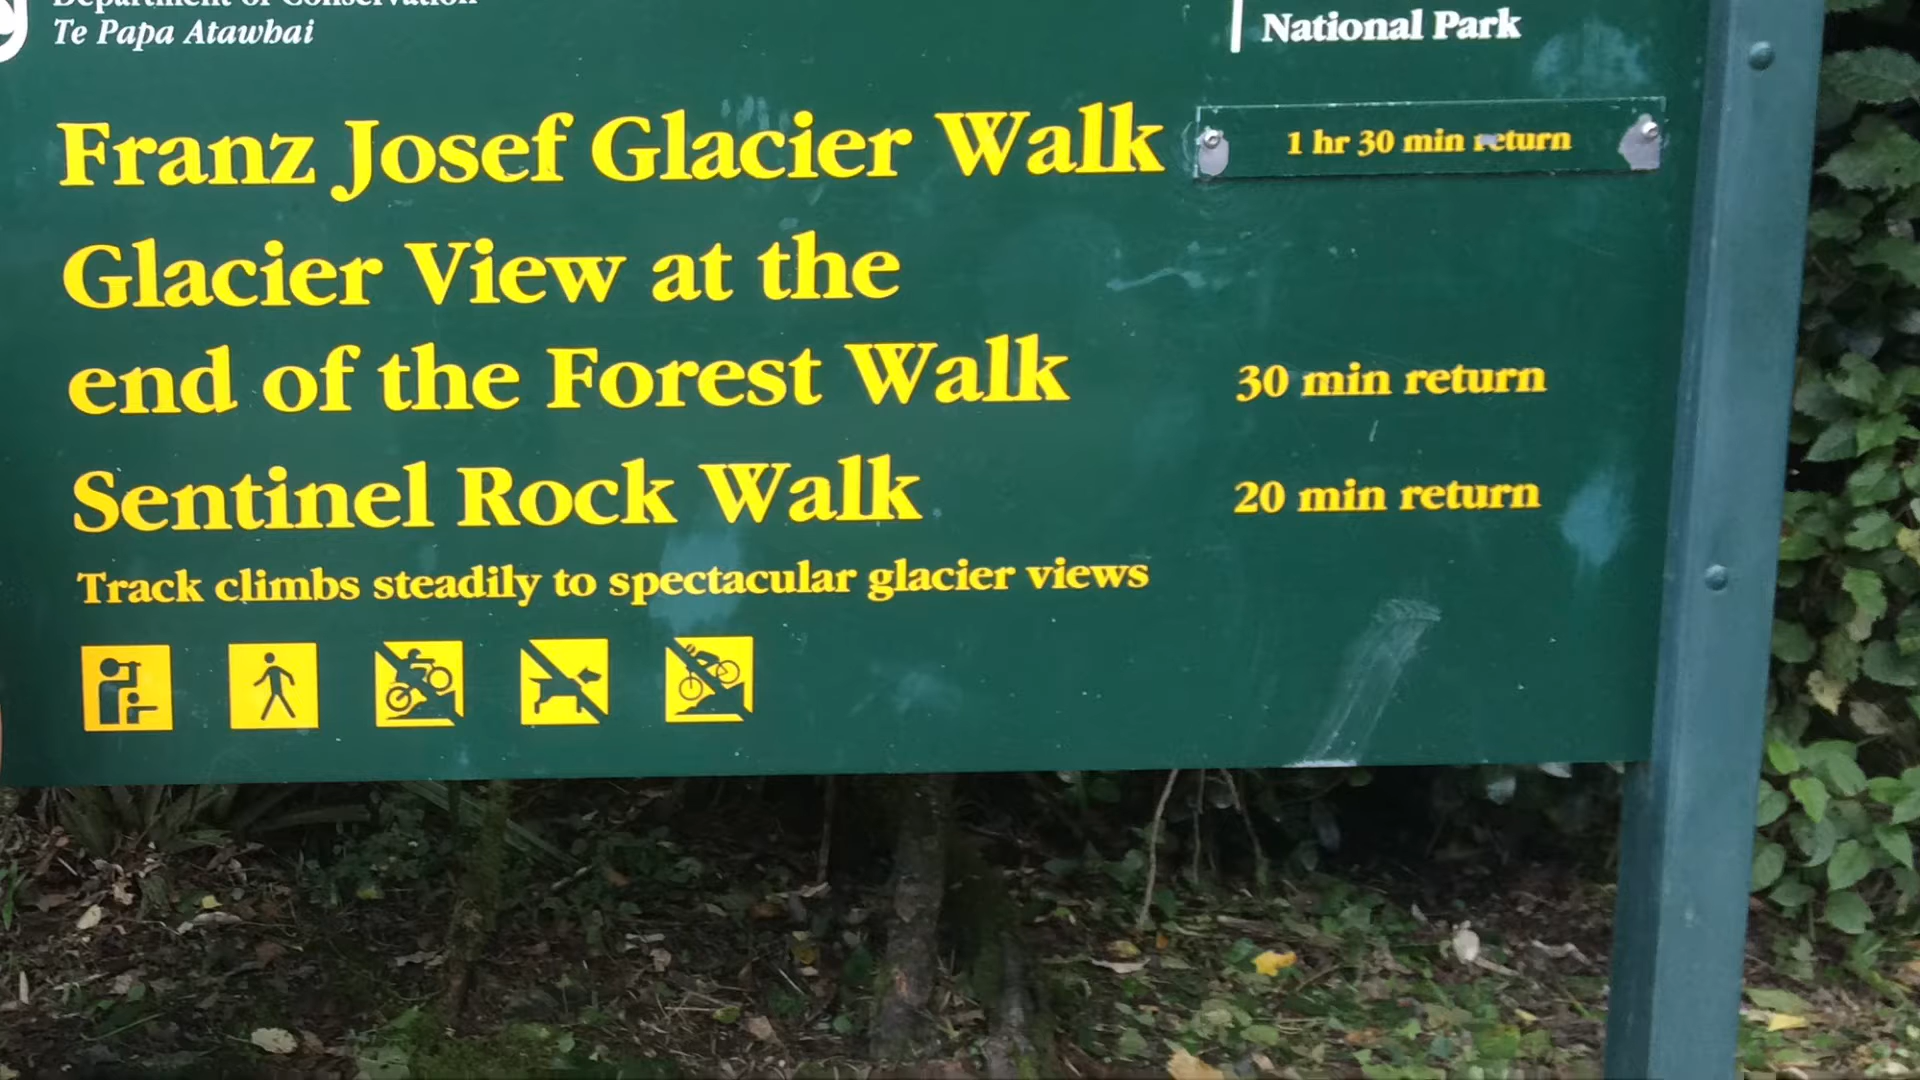 Department of Conservation
Te Papa Atawhai
National Park
Franz Josef Glacier Walk 1 hr 30 min return
Glacier View at the
end of the Forest Walk 30 min return
Sentinel Rock Walk 20 min return
Track climbs steadily to spectacular glacier views